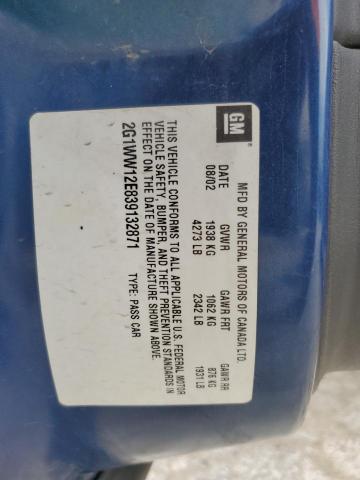 GM
MFD BY GENERAL MOTORS OF CANADA LTD.
DATE GVWR GAWR FRT GAWR RR
08/02 1938 KG 1062 KG 876 KG
4273 LB 2342 LB 1931 LB
THIS VEHICLE CONFORMS TO ALL APPLICABLE U.S. FEDERAL MOTOR
VEHICLE SAFETY, BUMPER, AND THEFT PREVENTION STANDARDS IN
EFFECT ON THE DATE OF MANUFACTURE SHOWN ABOVE.
2G1WW12E839132871 TYPE: PASS CAR